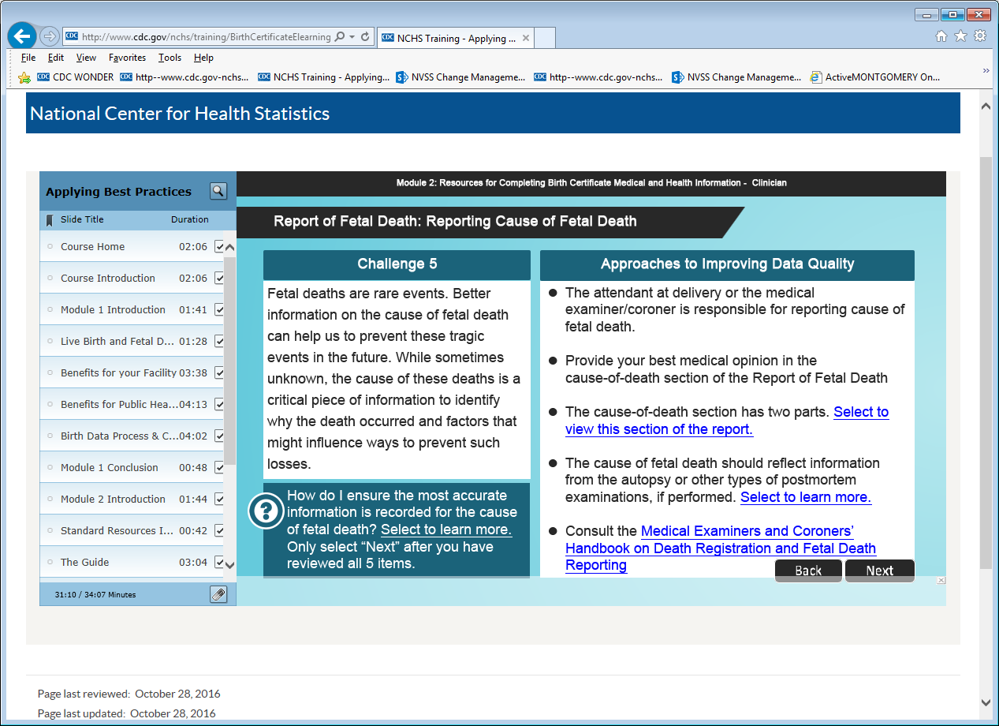 CDC http://www.cdc.gov/nchs/training/BirthCertificateElearning
CDC NCHS Training - Applying ...
File Edit View Favorites Tools Help
CDC CDC WONDER CDC http--www.cdc.gov-nchs... CDC NCHS Training - Applying... NVSS Change Manageme... CDC http--www.cdc.gov-nchs... NVSS Change Manageme... ActiveMONTGOMERY On...
National Center for Health Statistics
Applying Best Practices
Slide Title Duration
Course Home 02:06
Course Introduction 02:06
Module 1 Introduction 01:41
Live Birth and Fetal D... 01:28
Benefits for your Facility 03:38
Benefits for Public Hea... 04:13
Birth Data Process & C... 04:02
Module 1 Conclusion 00:48
Module 2 Introduction 01:44
Standard Resources I... 00:42
The Guide 03:04
31:10 / 34:07 Minutes
Module 2: Resources for Completing Birth Certificate Medical and Health Information - Clinician
Report of Fetal Death: Reporting Cause of Fetal Death
Challenge 5
Fetal deaths are rare events. Better
information on the cause of fetal death
can help us to prevent these tragic
events in the future. While sometimes
unknown, the cause of these deaths is a
critical piece of information to identify
why the death occurred and factors that
might influence ways to prevent such
losses.
? How do I ensure the most accurate
information is recorded for the cause
of fetal death? Select to learn more.
Only select “Next” after you have
reviewed all 5 items.
Approaches to Improving Data Quality
● The attendant at delivery or the medical
examiner/coroner is responsible for reporting cause of
fetal death.
● Provide your best medical opinion in the
cause-of-death section of the Report of Fetal Death
● The cause-of-death section has two parts. Select to
view this section of the report.
● The cause of fetal death should reflect information
from the autopsy or other types of postmortem
examinations, if performed. Select to learn more.
● Consult the Medical Examiners and Coroners’
Handbook on Death Registration and Fetal Death
Reporting
Back Next
Page last reviewed: October 28, 2016
Page last updated: October 28, 2016